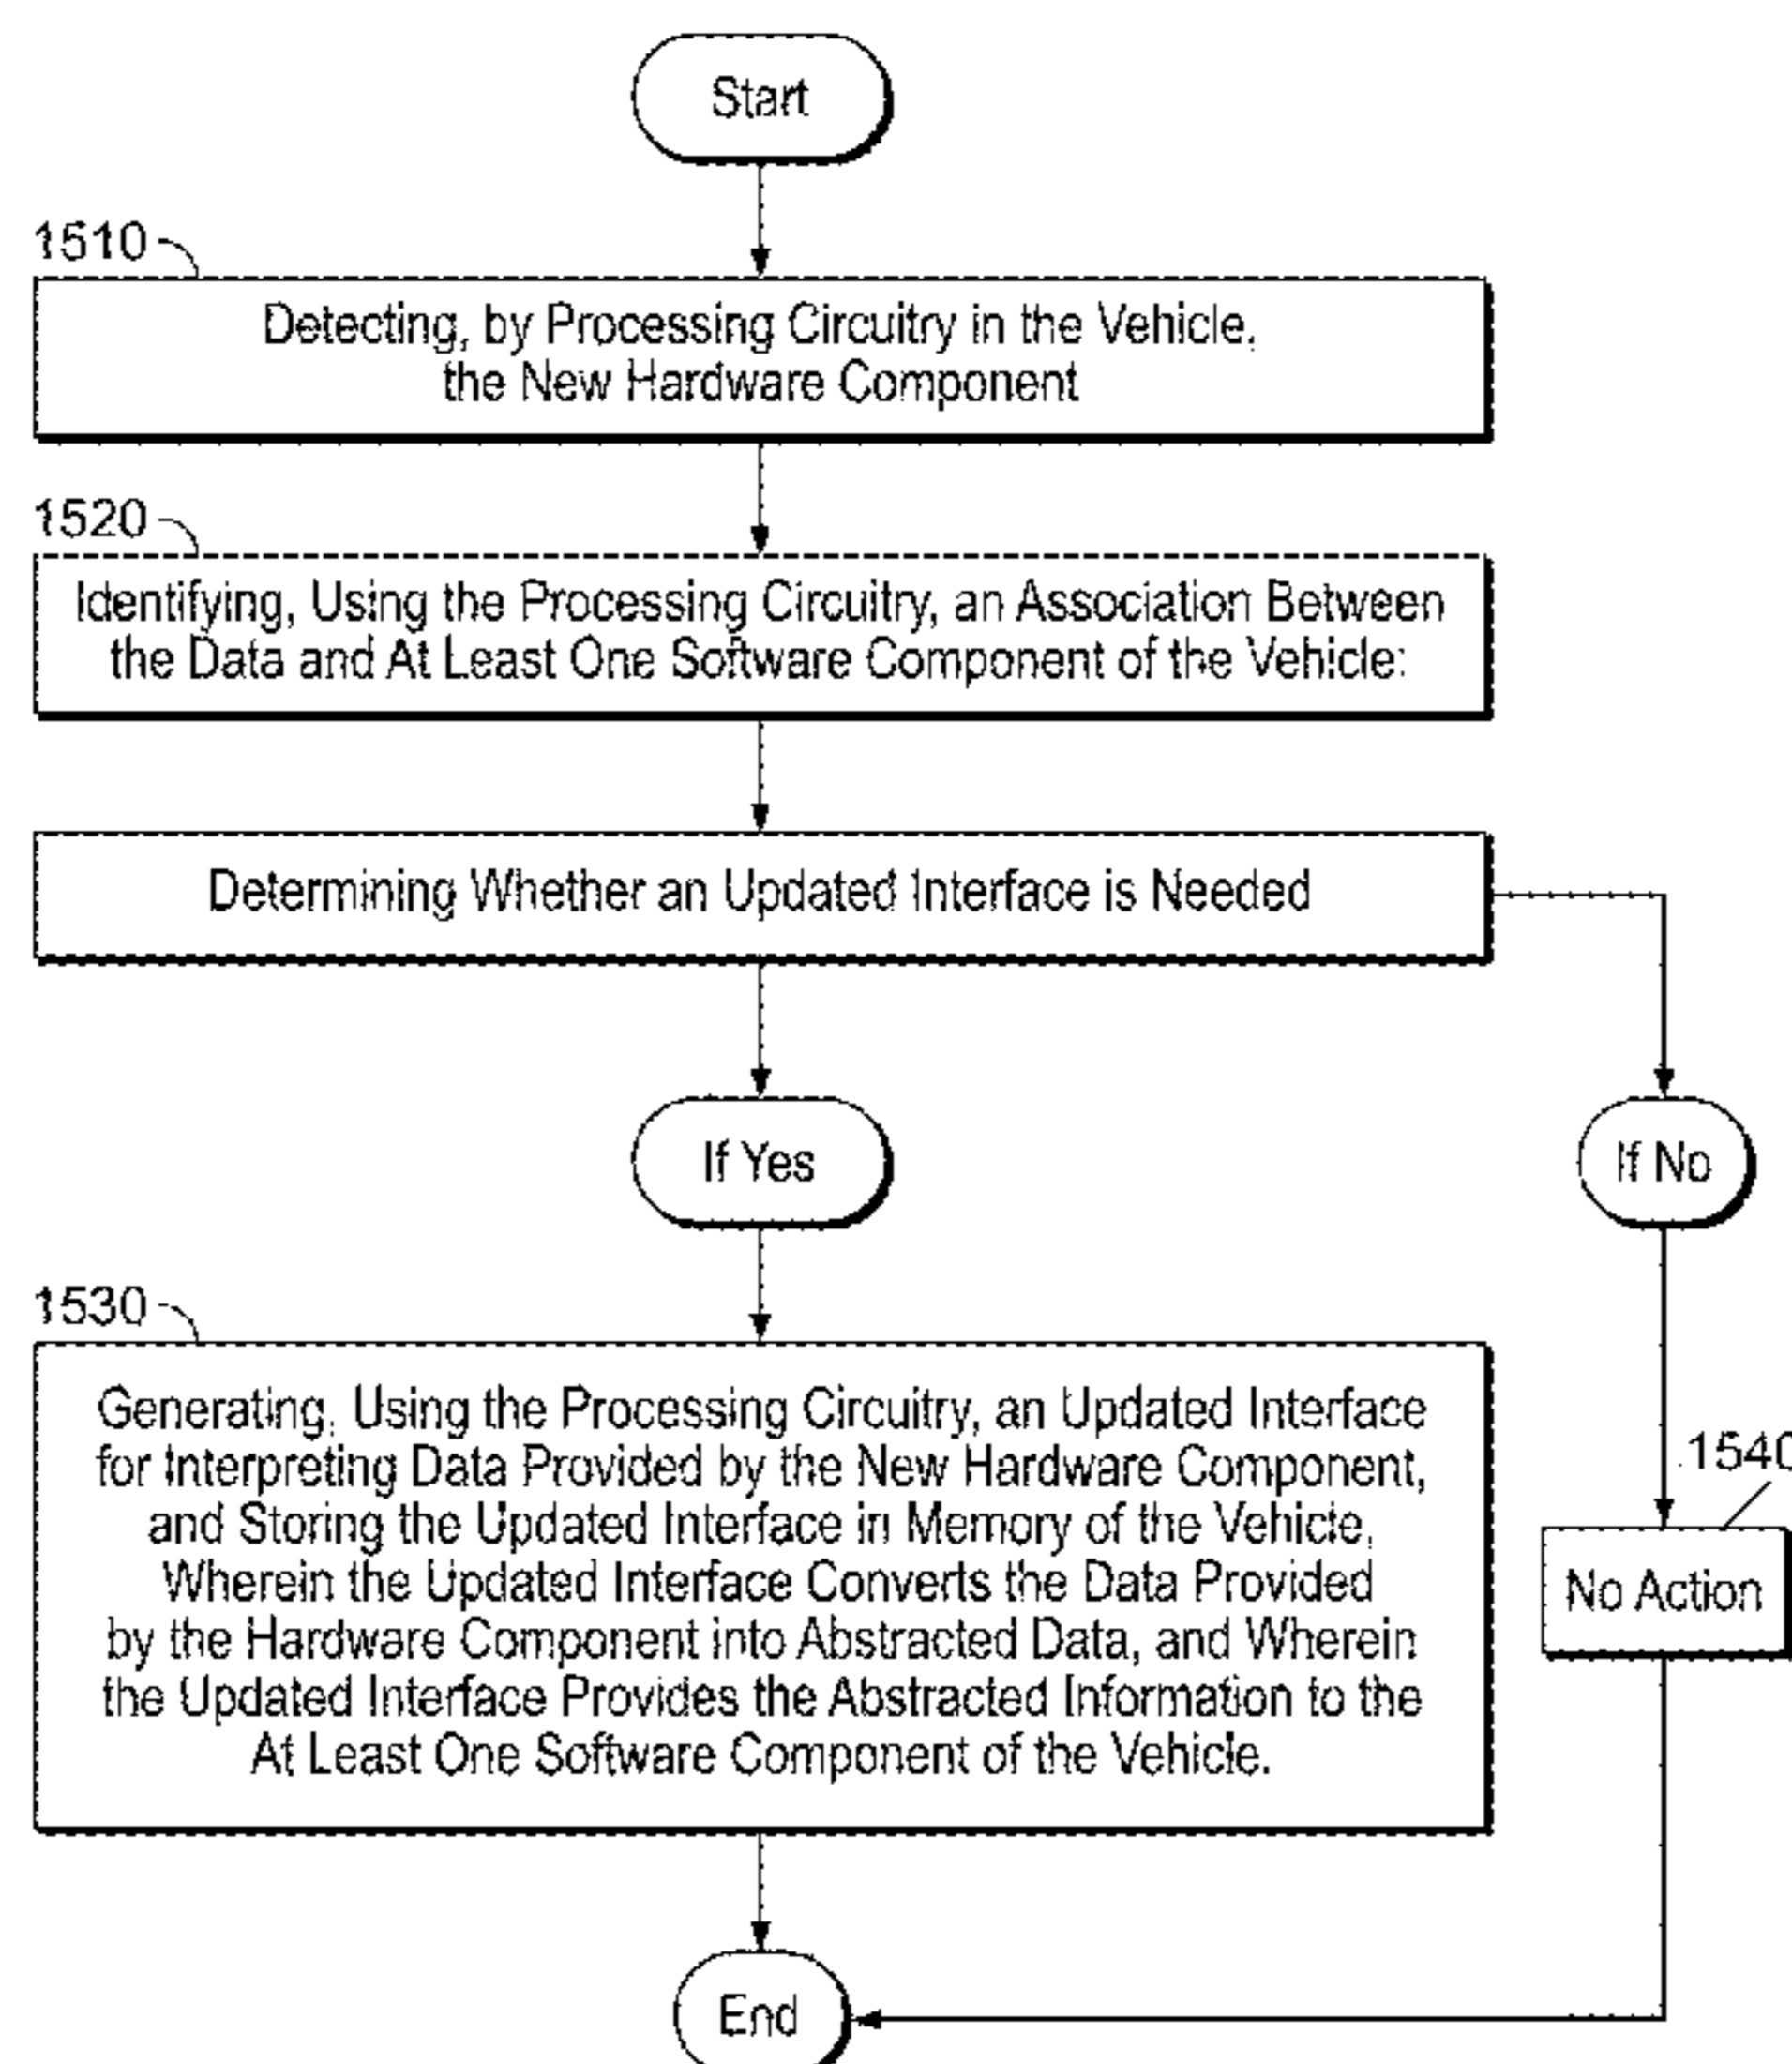 Start
1510
Detecting, by Processing Circuitry in the Vehicle,
the New Hardware Component
1520
Identifying, Using the Processing Circuitry, an Association Between
the Data and At Least One Software Component of the Vehicle:
Determining Whether an Updated Interface is Needed
If Yes
If No
1530
Generating, Using the Processing Circuitry, an Updated Interface
for Interpreting Data Provided by the New Hardware Component,
and Storing the Updated Interface in Memory of the Vehicle,
Wherein the Updated Interface Converts the Data Provided
by the Hardware Component into Abstracted Data, and Wherein
the Updated Interface Provides the Abstracted Information to the
At Least One Software Component of the Vehicle.
1540
No Action
End